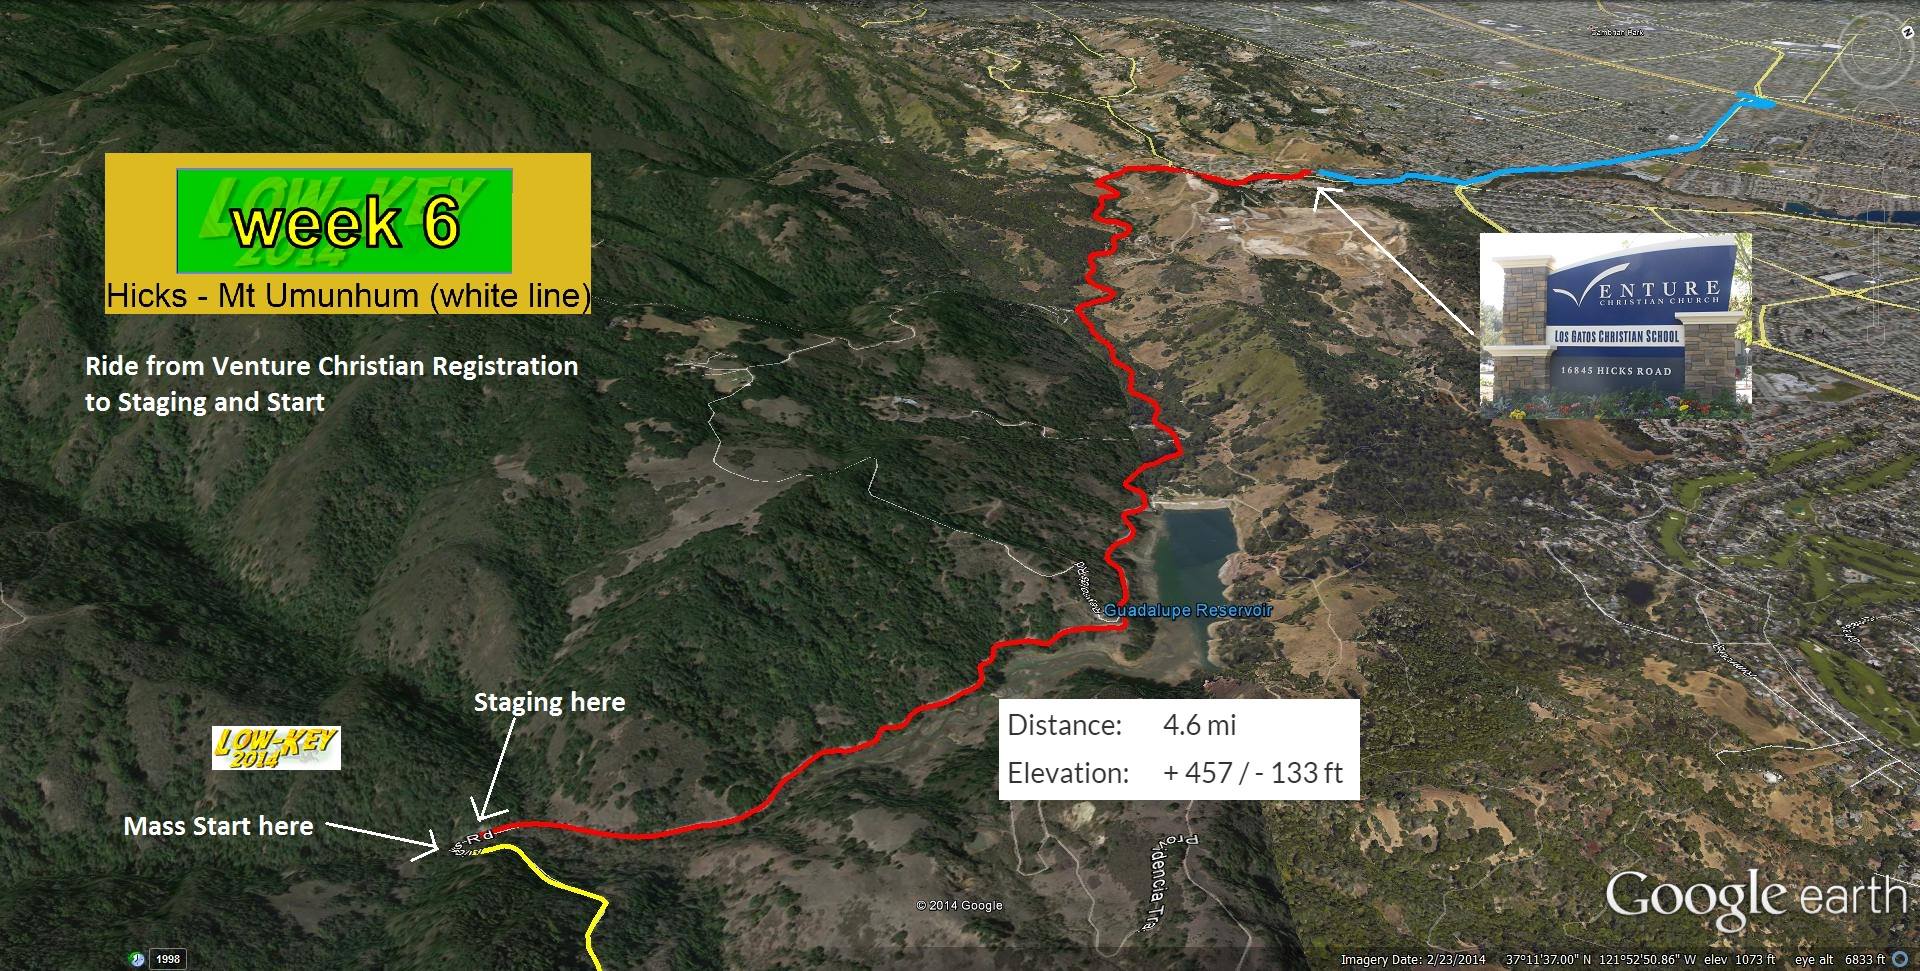 Cambrian Park
LOW-KEY
week 6
2014
Hicks - Mt Umunhum (white line)
Ride from Venture Christian Registration
to Staging and Start
VENTURE
CHRISTIAN CHURCH
LOS GATOS CHRISTIAN SCHOOL
16845 HICKS ROAD
Guadalupe Reservoir
Staging here
Distance: 4.6 mi
Elevation: + 457 / - 133 ft
LOW-KEY
2014
Mass Start here
s-Rd
© 2014 Google
Google earth
1998
Imagery Date: 2/23/2014 37°11'37.00" N 121°52'50.86" W elev 1073 ft eye alt 6833 ft
N